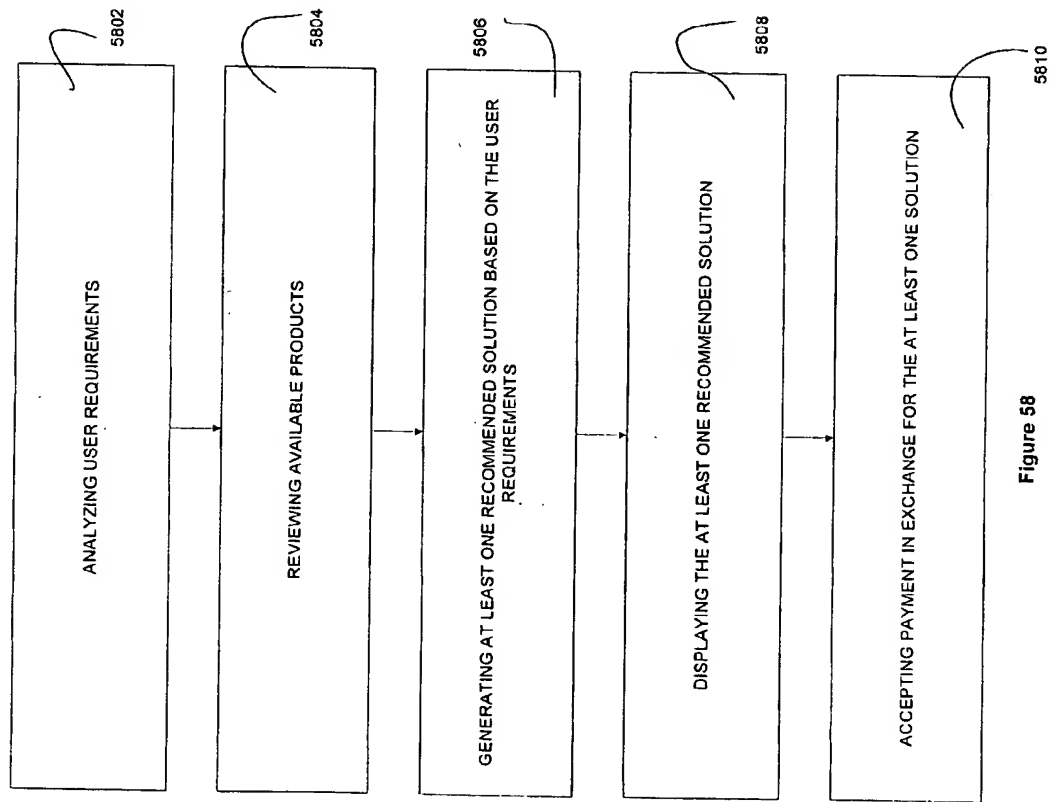 5802
ANALYZING USER REQUIREMENTS
5804
REVIEWING AVAILABLE PRODUCTS
5806
GENERATING AT LEAST ONE RECOMMENDED SOLUTION BASED ON THE USER
REQUIREMENTS
5808
DISPLAYING THE AT LEAST ONE RECOMMENDED SOLUTION
5810
ACCEPTING PAYMENT IN EXCHANGE FOR THE AT LEAST ONE SOLUTION
Figure 58